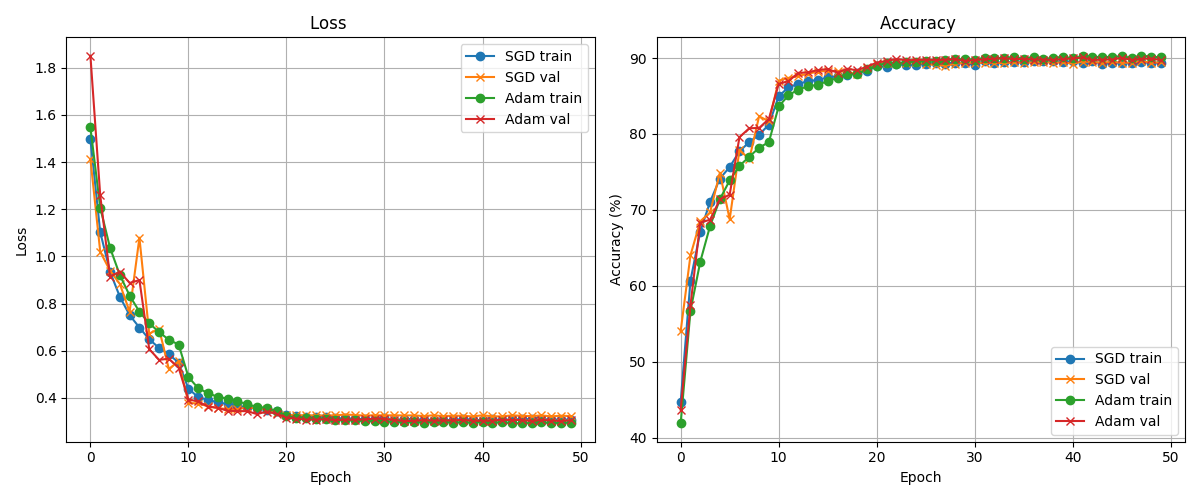 Loss
Loss
1.8
1.6
1.4
1.2
1.0
0.8
0.6
0.4
SGD train
SGD val
Adam train
Adam val
0 10 20 30 40 50
Epoch
Accuracy
Accuracy (%)
90
80
70
60
50
40
SGD train
SGD val
Adam train
Adam val
0 10 20 30 40 50
Epoch